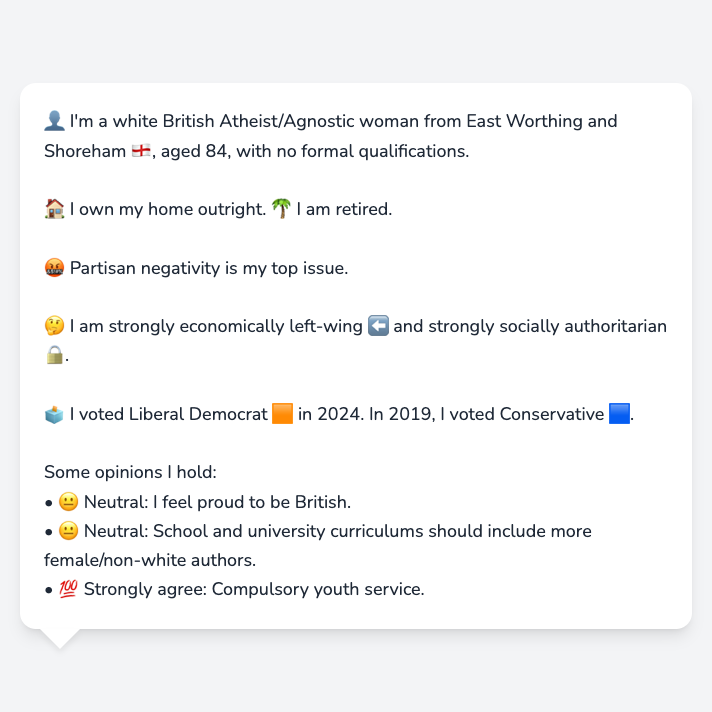 👤 I'm a white British Atheist/Agnostic woman from East Worthing and
Shoreham 🏴󠁧󠁢󠁥󠁮󠁧󠁿, aged 84, with no formal qualifications.
🏠 I own my home outright. 🌴 I am retired.
🤬 Partisan negativity is my top issue.
🤔 I am strongly economically left-wing ⬅️ and strongly socially authoritarian
🔒.
🗳️ I voted Liberal Democrat 🟧 in 2024. In 2019, I voted Conservative 🟦.
Some opinions I hold:
• 😐 Neutral: I feel proud to be British.
• 😐 Neutral: School and university curriculums should include more
female/non-white authors.
• 💯 Strongly agree: Compulsory youth service.